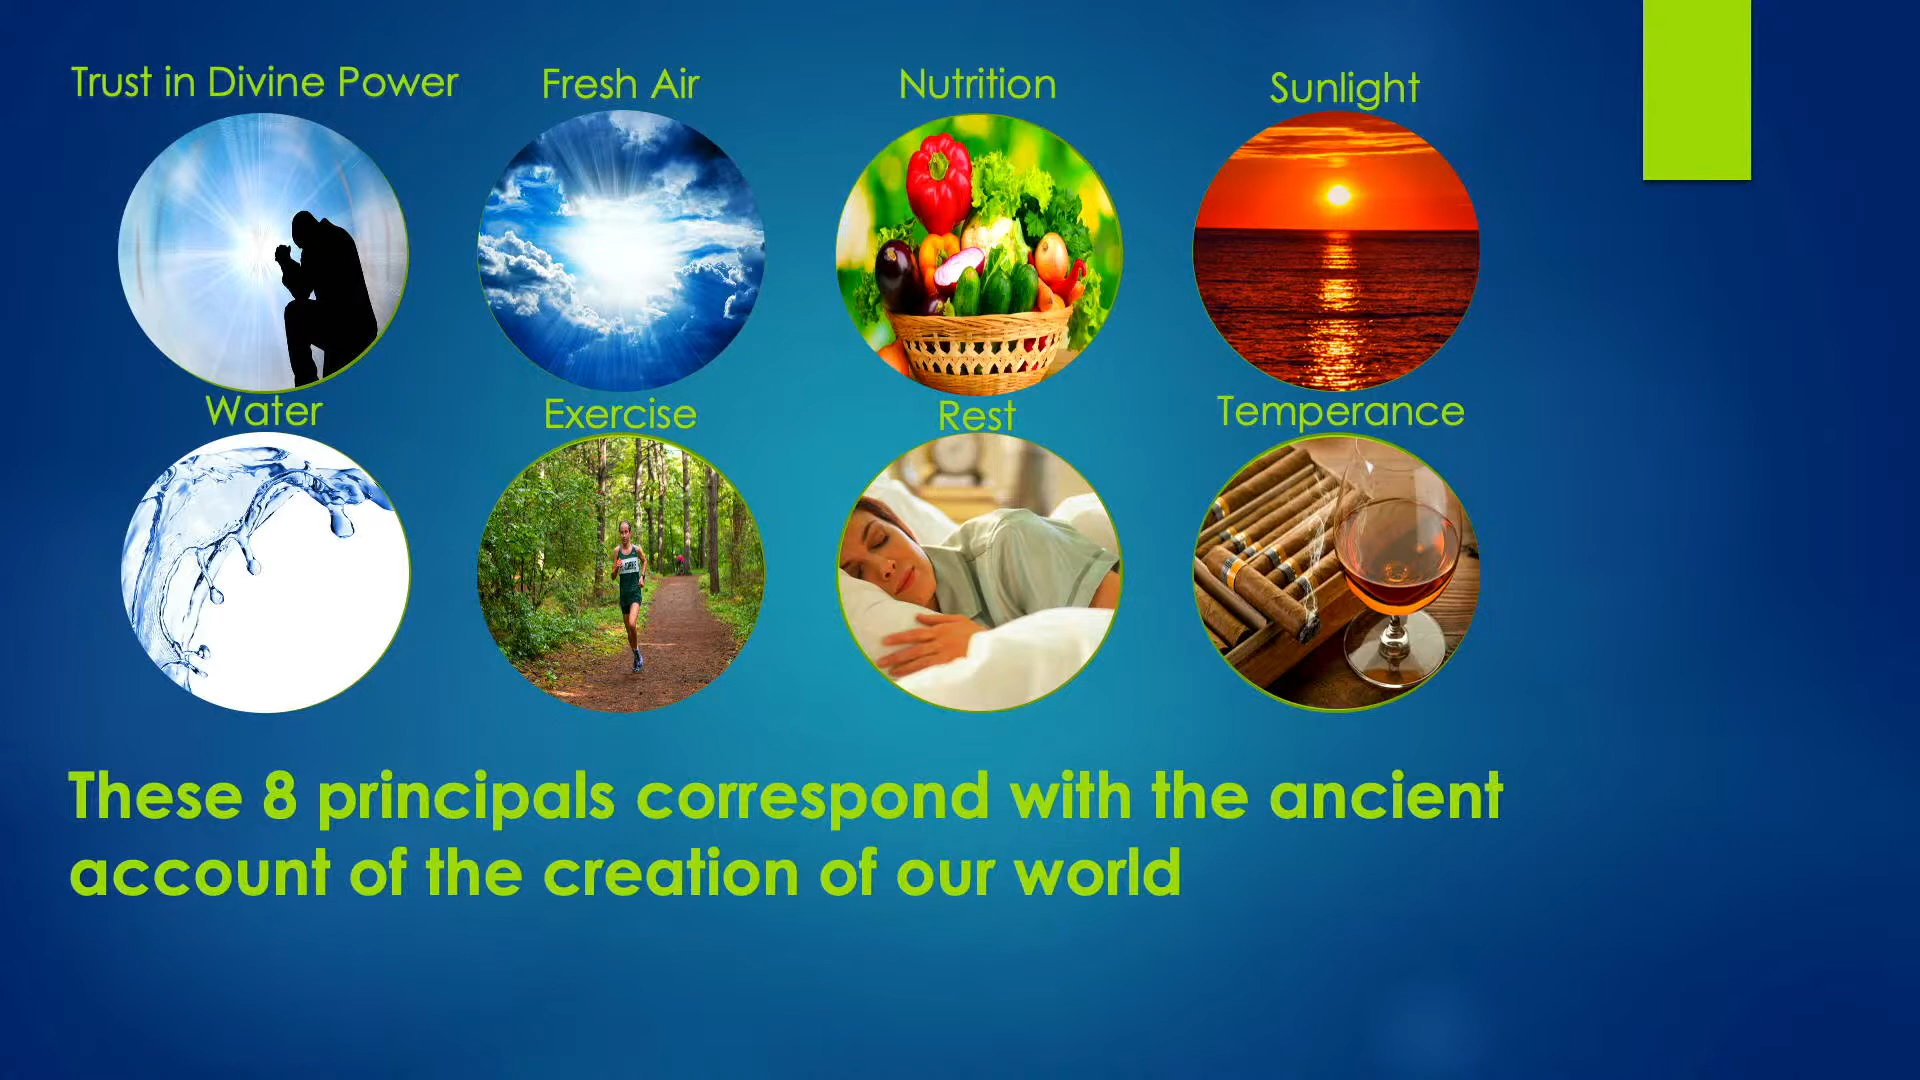 Trust in Divine Power
Fresh Air
Nutrition
Sunlight
Water
Exercise
Rest
Temperance
These 8 principals correspond with the ancient
account of the creation of our world